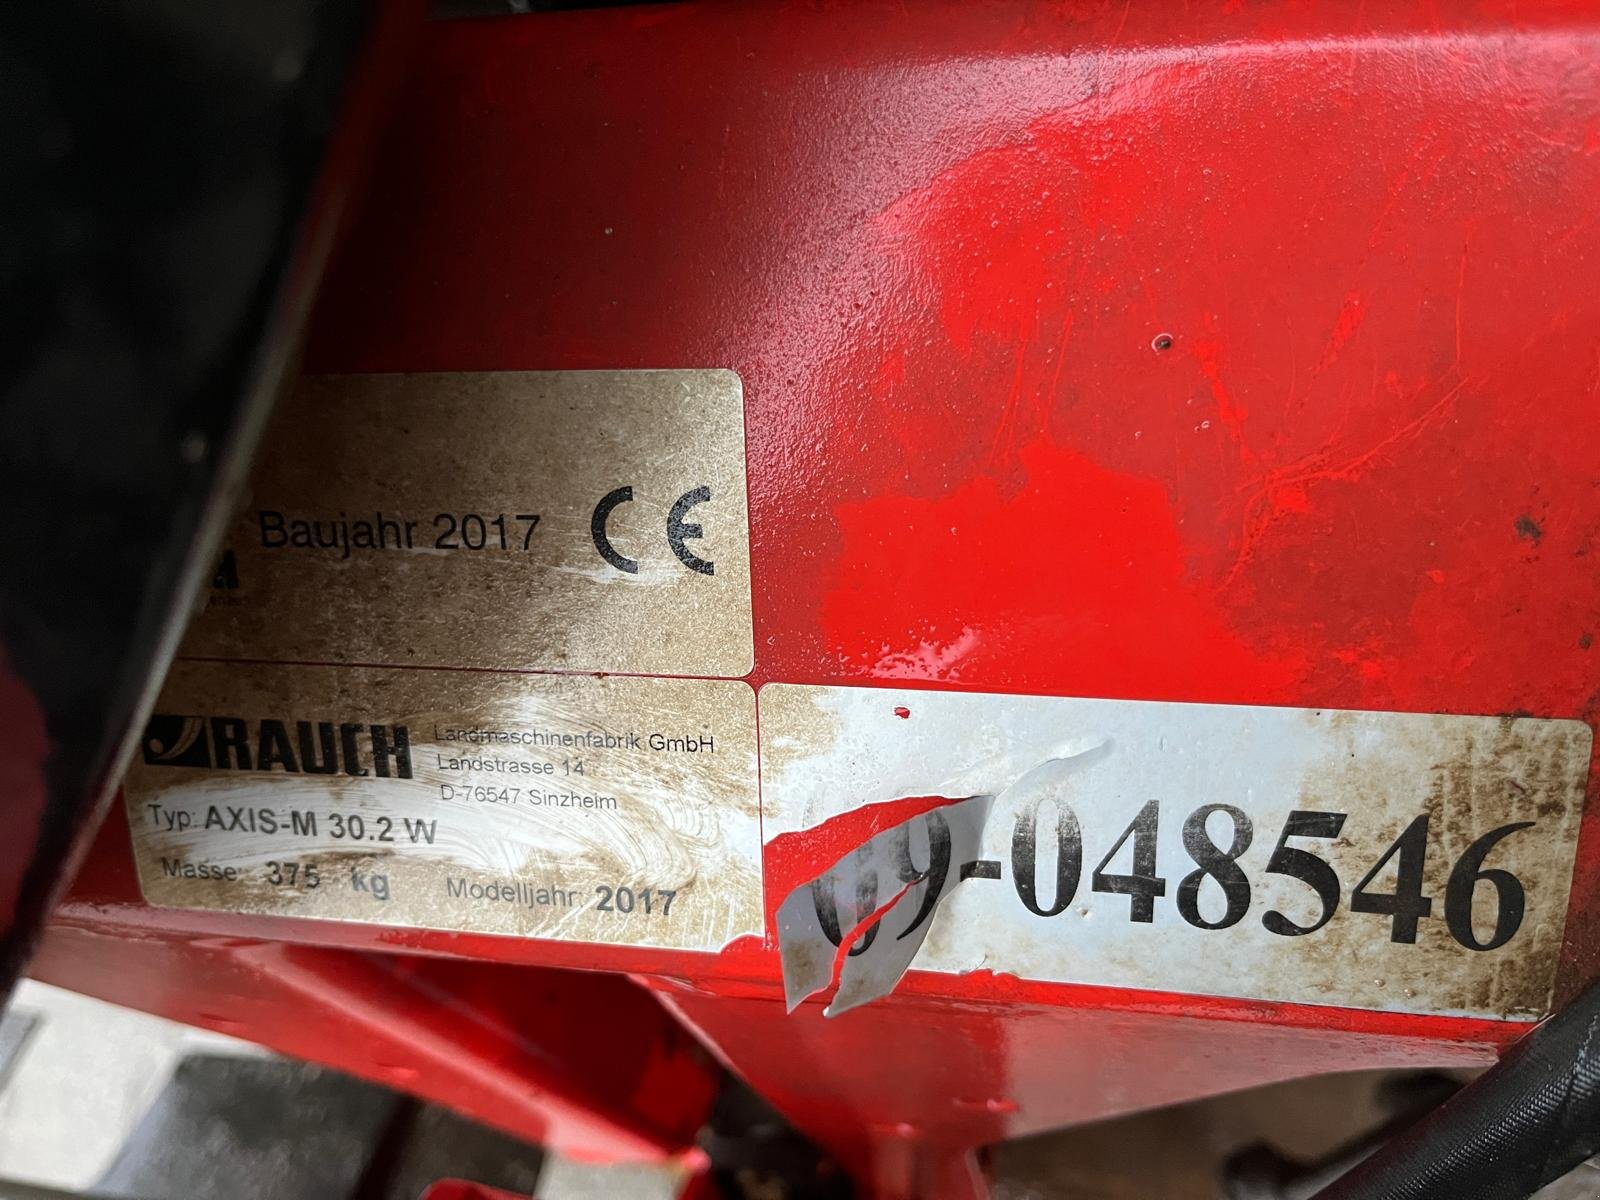 Baujahr 2017 CE
RAUCH
Landmaschinenfabrik GmbH
Landstrasse 14
D-76547 Sinzheim
Typ: AXIS-M 30.2 W
Masse: 375 kg Modelljahr: 2017
09-048546